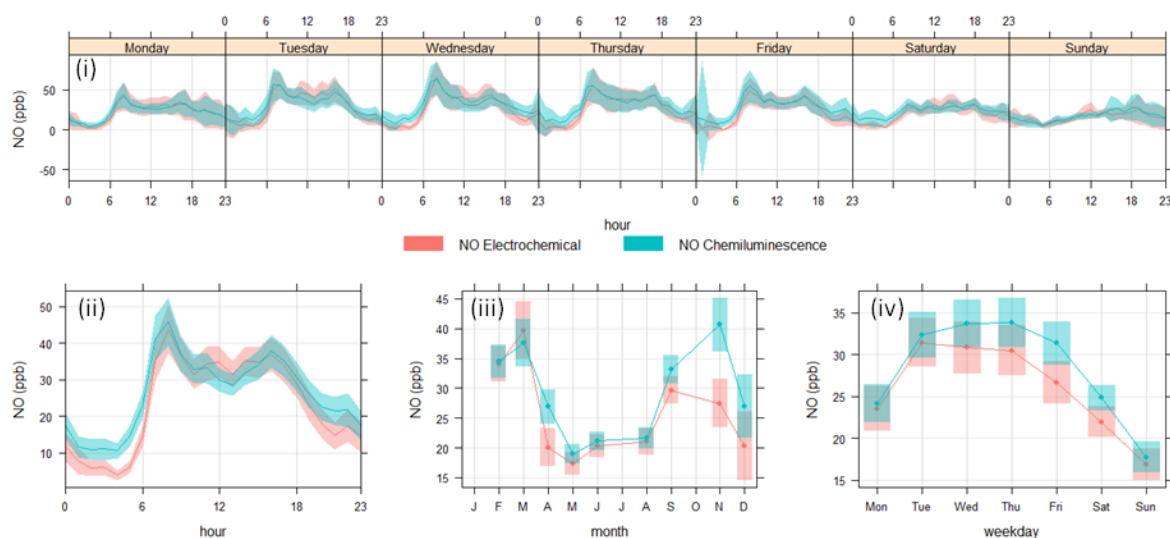 0 6 12 18 23 0 6 12 18 23 0 6 12 18 23
Monday Tuesday Wednesday Thursday Friday Saturday Sunday
(i)
NO (ppb)
50
0
-50
0 6 12 18 23 0 6 12 18 23 0 6 12 18 23 0 6 12 18 23
hour
NO Electrochemical NO Chemiluminescence
(ii)
NO (ppb)
50
40
30
20
10
0 6 12 18 23
hour
(iii)
NO (ppb)
45
40
35
30
25
20
15
J F M A M J J A S O N D
month
(iv)
NO (ppb)
35
30
25
20
15
Mon Tue Wed Thu Fri Sat Sun
weekday